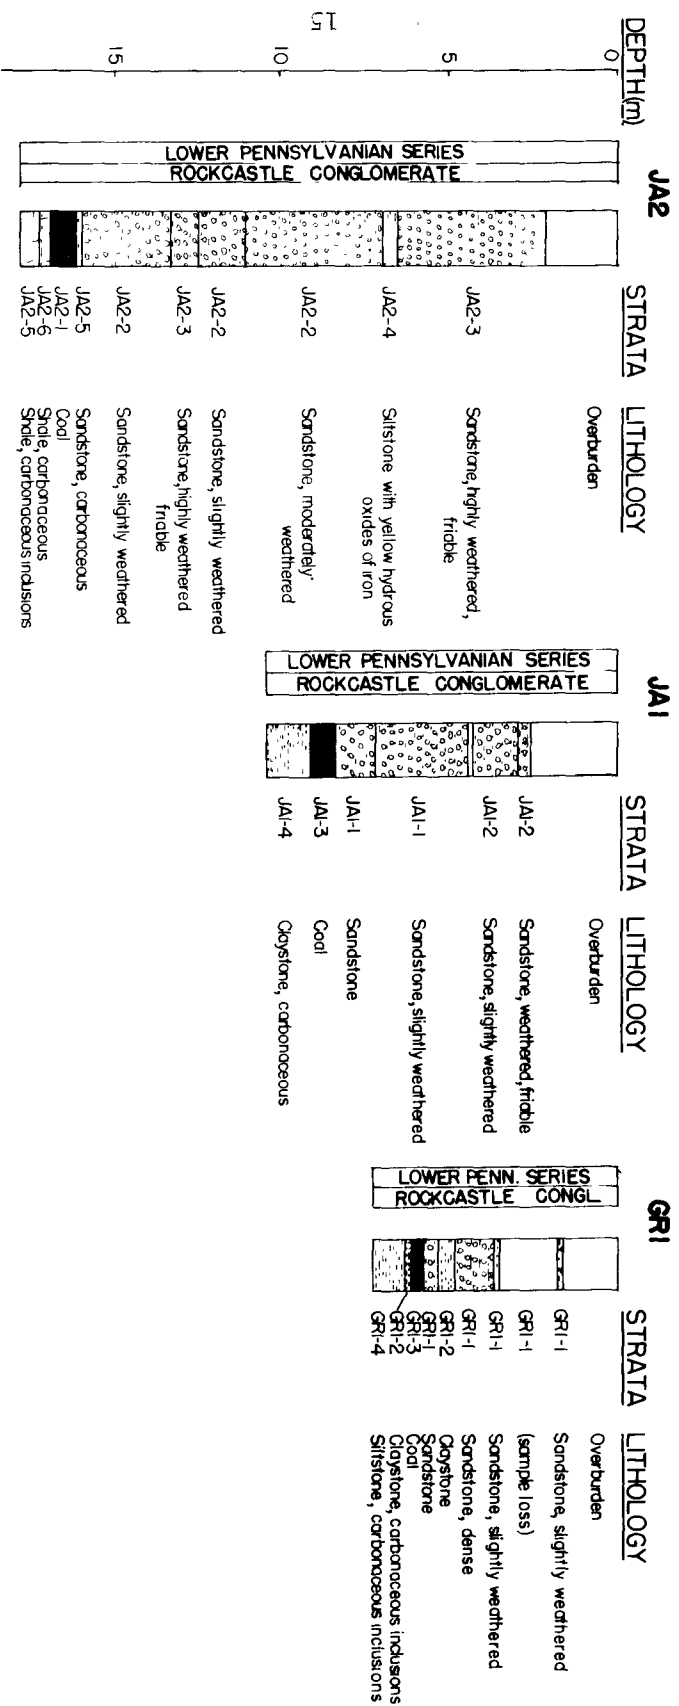 15
DEPTH(m)
0
5
10
15
JA2
STRATA
LITHOLOGY
LOWER PENNSYLVANIAN SERIES
ROCKCASTLE CONGLOMERATE
Overburden
JA2-3
Sandstone, highly weathered,
friable
JA2-4
Siltstone with yellow hydrous
oxides of iron
JA2-2
Sandstone, moderately
weathered
JA2-2
Sandstone, slightly weathered
JA2-3
Sandstone, highly weathered
friable
JA2-2
Sandstone, slightly weathered
JA2-5
Sandstone, carbonaceous
JA2-1
Coal
JA2-6
Shale, carbonaceous
JA2-5
Shale, carbonaceous inclusions
JA1
STRATA
LITHOLOGY
LOWER PENNSYLVANIAN SERIES
ROCKCASTLE CONGLOMERATE
Overburden
JA1-2
Sandstone, weathered, friable
JA1-2
Sandstone, slightly weathered
JA1-1
Sandstone, slightly weathered
JA1-1
Sandstone
JA1-3
Coal
JA1-4
Claystone, carbonaceous
GR1
STRATA
LITHOLOGY
LOWER PENN. SERIES
ROCKCASTLE CONGL.
Overburden
GR1-1
Sandstone, slightly weathered
GR1-1
(sample loss)
GR1-1
Sandstone, slightly weathered
GR1-1
Sandstone, dense
GR1-2
Claystone
GR1-1
Sandstone
GR1-3
Coal
GR1-2
Claystone, carbonaceous inclusions
GR1-4
Siltstone, carbonaceous inclusions